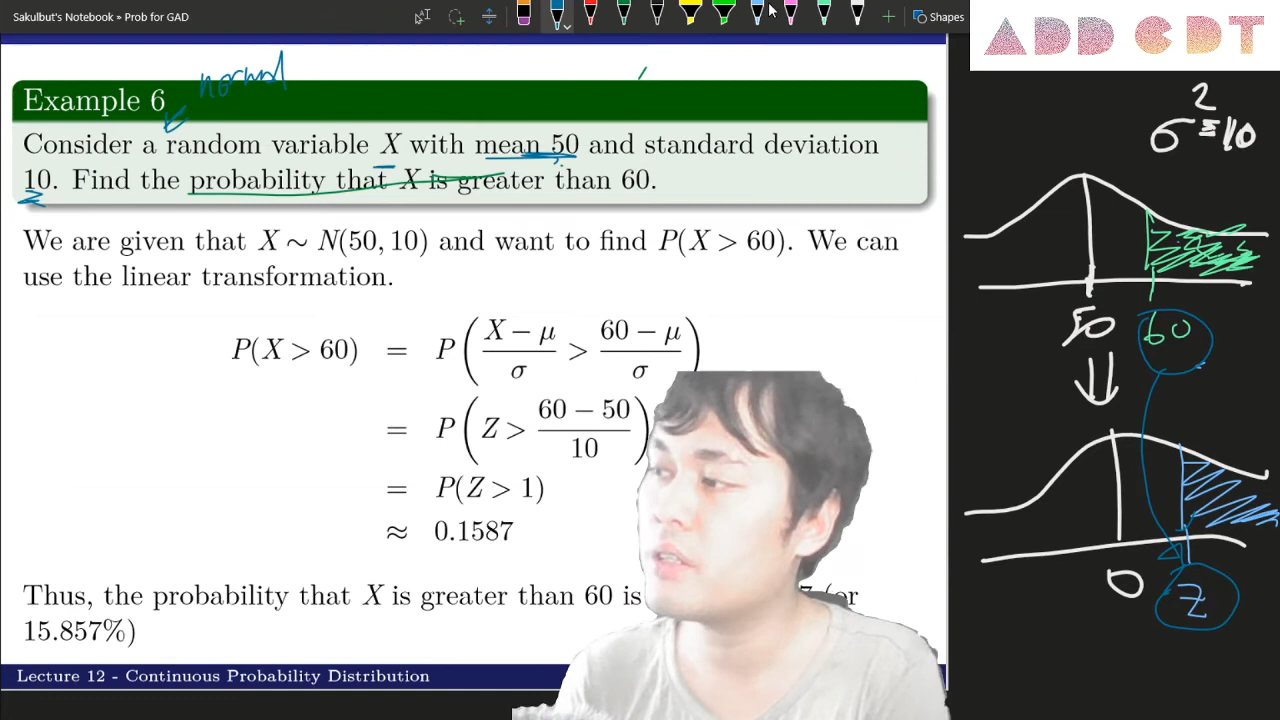 Sakulbut's Notebook » Prob for GAD
Shapes
ADD CDT
normal
Example 6
Consider a random variable X with mean 50 and standard deviation
10. Find the probability that X is greater than 60.
We are given that X ∼ N(50, 10) and want to find P(X > 60). We can
use the linear transformation.
P(X > 60) = P( (X − μ)/σ > (60 − μ)/σ )
= P( Z > (60 − 50)/10 )
= P(Z > 1)
≈ 0.1587
Thus, the probability that X is greater than 60 is
(or
15.857%)
Lecture 12 - Continuous Probability Distribution
σ² = 10
50
60
0
Z